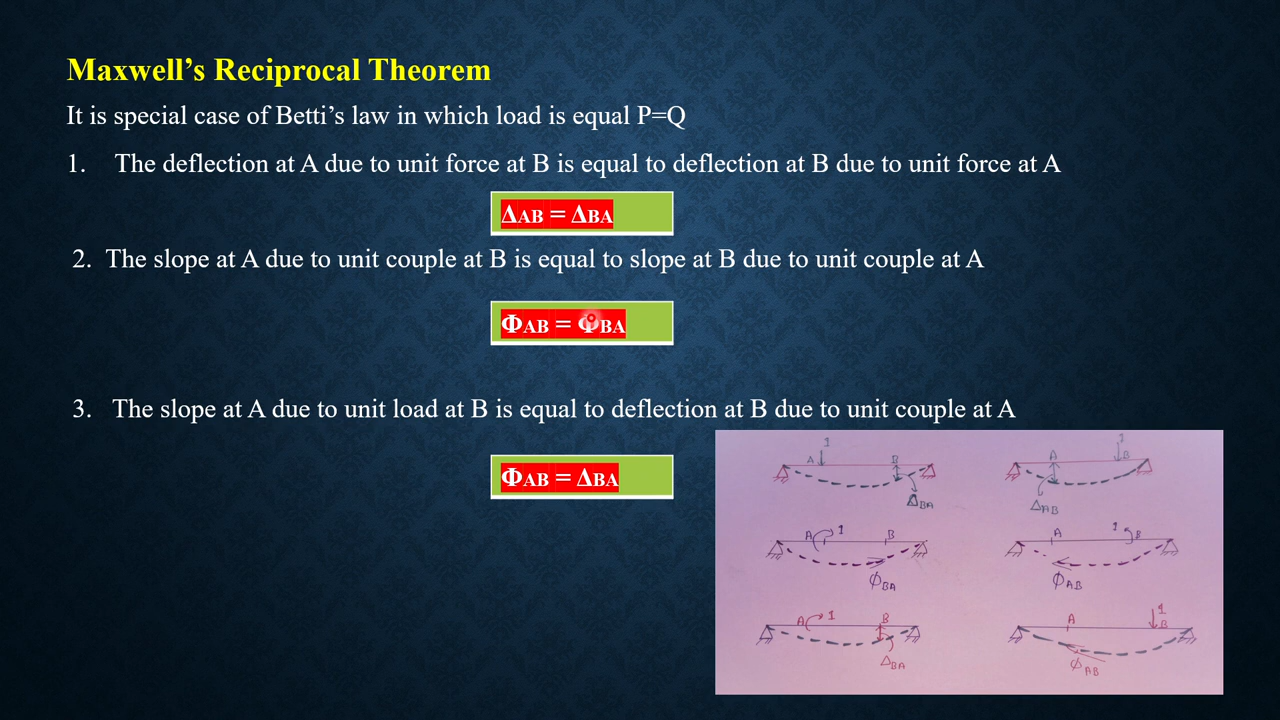 Maxwell’s Reciprocal Theorem
It is special case of Betti’s law in which load is equal P=Q
1. The deflection at A due to unit force at B is equal to deflection at B due to unit force at A
ΔAB = ΔBA
2. The slope at A due to unit couple at B is equal to slope at B due to unit couple at A
ΦAB = ΦBA
3. The slope at A due to unit load at B is equal to deflection at B due to unit couple at A
ΦAB = ΔBA
A 1 B
ΔBA
A 1 B
ΔAB
A 1 B
ϕBA
A 1 B
ϕAB
A 1 B
ΔBA
A 1 B
ϕAB